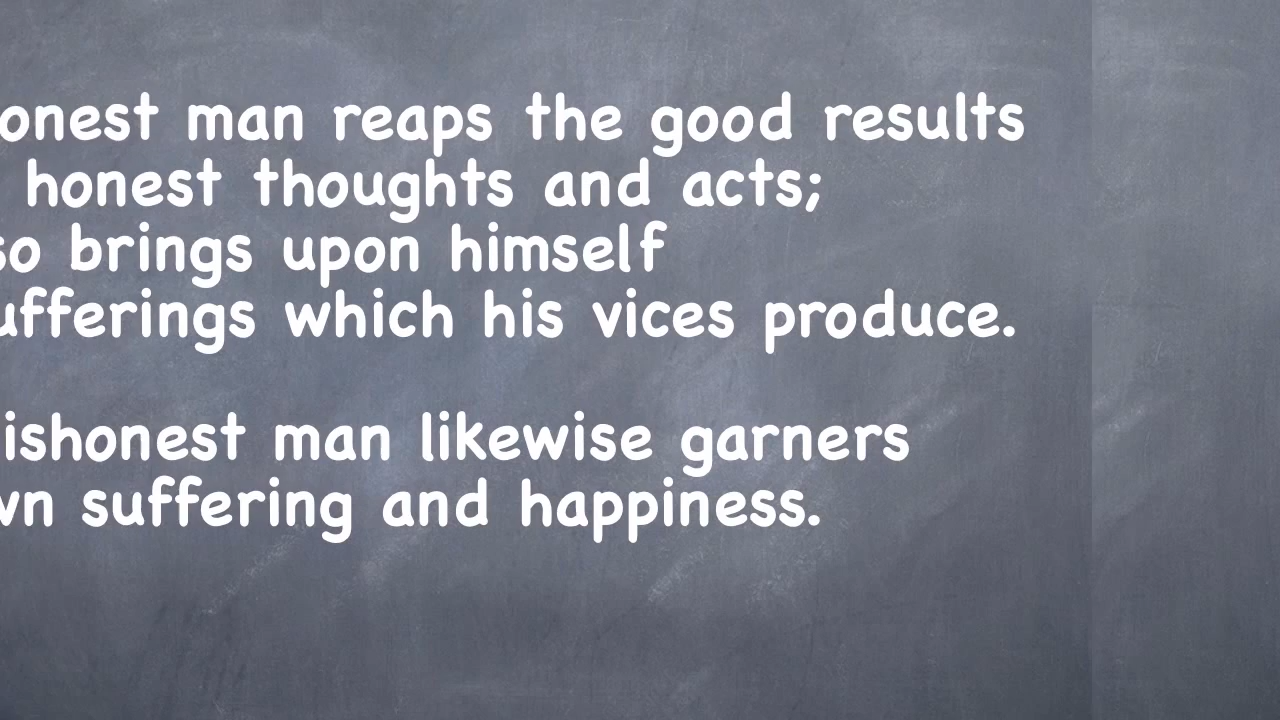 onest man reaps the good results
honest thoughts and acts;
so brings upon himself
ufferings which his vices produce.
ishonest man likewise garners
wn suffering and happiness.